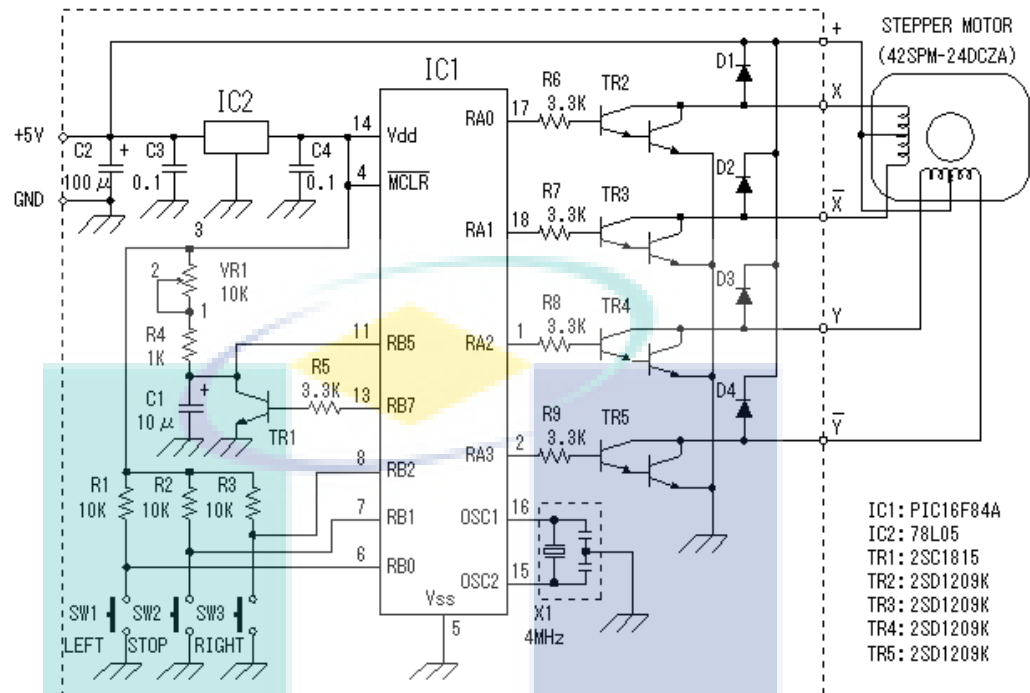 STEPPER MOTOR
(42SPM-24DCZA)
+
D1
X
IC1
R6
3.3K
TR2
17
RA0
IC2
+5V
14
Vdd
C2
+
100μ
C3
0.1
C4
0.1
4
MCLR
GND
D2
X
R7
3.3K
TR3
18
RA1
3
2
VR1
10K
1
D3
Y
R8
3.3K
TR4
1
RA2
R4
1K
11
RB5
R5
3.3K
13
RB7
C1
+
10μ
TR1
D4
Y
R9
3.3K
TR5
2
RA3
8
RB2
R1
10K
R2
10K
R3
10K
7
RB1
6
RB0
16
OSC1
15
OSC2
X1
4MHz
Vss
5
SW1
SW2
SW3
LEFT
STOP
RIGHT
IC1:PIC16F84A
IC2:78L05
TR1:2SC1815
TR2:2SD1209K
TR3:2SD1209K
TR4:2SD1209K
TR5:2SD1209K